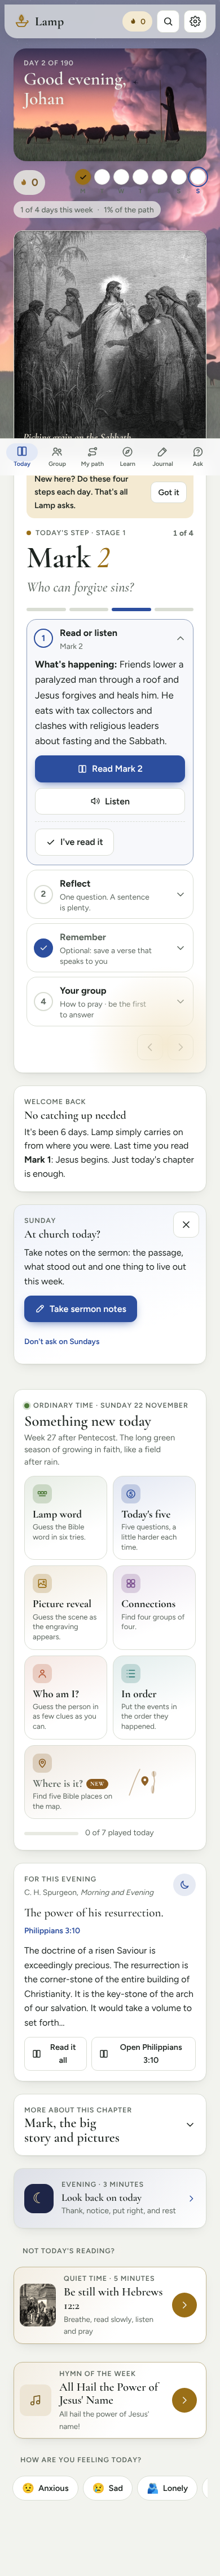 Lamp
0
DAY 2 OF 190
Good evening,
Johan
0
S
1 of 4 days this week · 1% of the path
Picking grain on the Sabbath
Today
Group
My path
Learn
Journal
Ask
New here? Do these four
steps each day. That's all
Lamp asks.
Got it
TODAY'S STEP · STAGE 1
1 of 4
Mark 2
Who can forgive sins?
1
Read or listen
Mark 2
What's happening: Friends lower a
paralyzed man through a roof and
Jesus forgives and heals him. He
eats with tax collectors and
clashes with religious leaders
about fasting and the Sabbath.
Read Mark 2
Listen
I've read it
2
Reflect
One question. A sentence
is plenty.
Remember
Optional: save a verse that
speaks to you
4
Your group
How to pray · be the first
to answer
WELCOME BACK
No catching up needed
It's been 6 days. Lamp simply carries on
from where you were. Last time you read
Mark 1: Jesus begins. Just today's chapter
is enough.
SUNDAY
At church today?
Take notes on the sermon: the passage,
what stood out and one thing to live out
this week.
Take sermon notes
Don't ask on Sundays
ORDINARY TIME · SUNDAY 22 NOVEMBER
Something new today
Week 27 after Pentecost. The long green
season of growing in faith, like a field
after rain.
Lamp word
Guess the Bible
word in six tries.
Today's five
Five questions, a
little harder each
time.
Picture reveal
Guess the scene as
the engraving
appears.
Connections
Find four groups of
four.
Who am I?
Guess the person in
as few clues as you
can.
In order
Put the events in
the order they
happened.
Where is it? NEW
Find five Bible places on
the map.
0 of 7 played today
FOR THIS EVENING
C. H. Spurgeon, Morning and Evening
The power of his resurrection.
Philippians 3:10
The doctrine of a risen Saviour is
exceedingly precious. The resurrection is
the corner-stone of the entire building of
Christianity. It is the key-stone of the arch
of our salvation. It would take a volume to
set forth…
Read it
all
Open Philippians
3:10
MORE ABOUT THIS CHAPTER
Mark, the big
story and pictures
EVENING · 3 MINUTES
Look back on today
Thank, notice, put right, and rest
NOT TODAY'S READING?
QUIET TIME · 5 MINUTES
Be still with Hebrews
12:2
Breathe, read slowly, listen
and pray
HYMN OF THE WEEK
All Hail the Power of
Jesus' Name
All hail the power of Jesus'
name!
HOW ARE YOU FEELING TODAY?
Anxious
Sad
Lonely